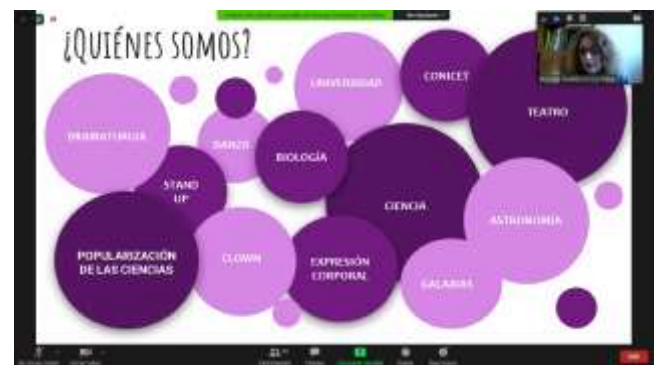 ¿QUIÉNES SOMOS?
UNIVERSIDAD
CONICET
TEATRO
DRAMATURGIA
DANZA
BIOLOGÍA
STAND
UP
CIENCIA
ASTRONOMÍA
POPULARIZACIÓN
DE LAS CIENCIAS
CLOWN
EXPRESIÓN
CORPORAL
GALAXIAS